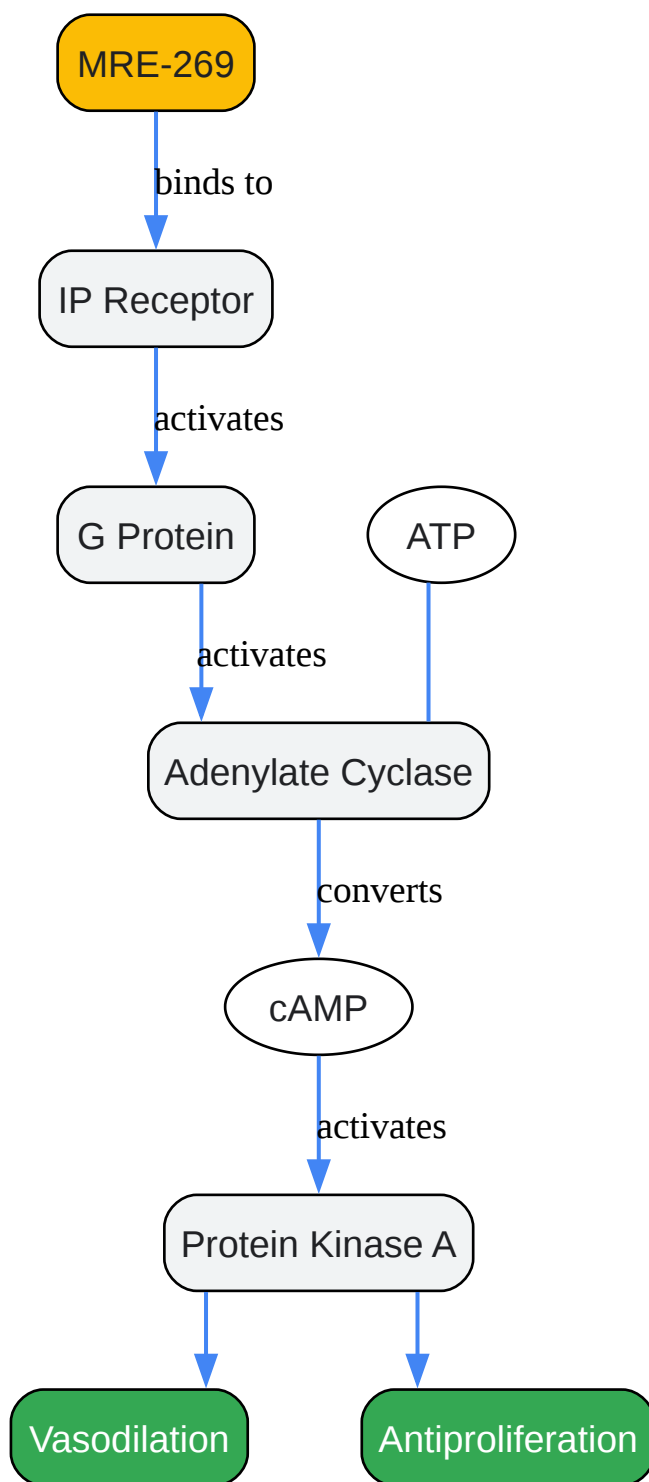 MRE-269
binds to
IP Receptor
activates
G Protein
ATP
activates
Adenylate Cyclase
converts
cAMP
activates
Protein Kinase A
Vasodilation
Antiproliferation